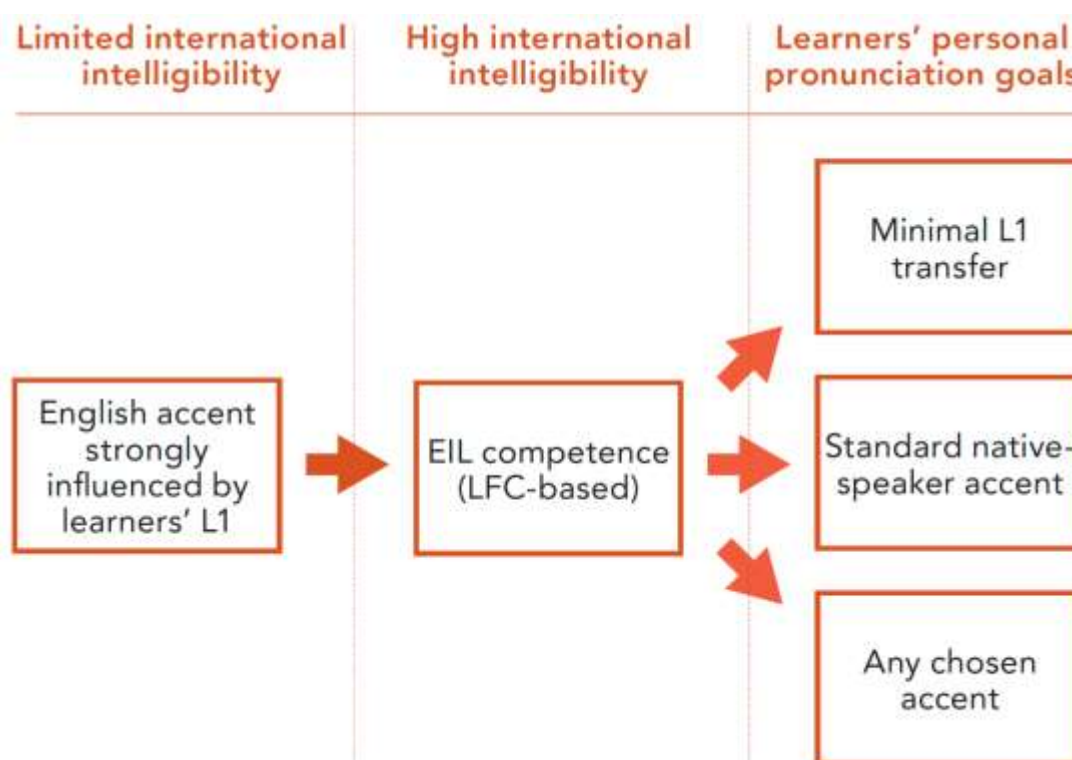 Limited international
intelligibility
High international
intelligibility
Learners' personal
pronunciation goals
English accent
strongly
influenced by
learners' L1
EIL competence
(LFC-based)
Minimal L1
transfer
Standard native-
speaker accent
Any chosen
accent